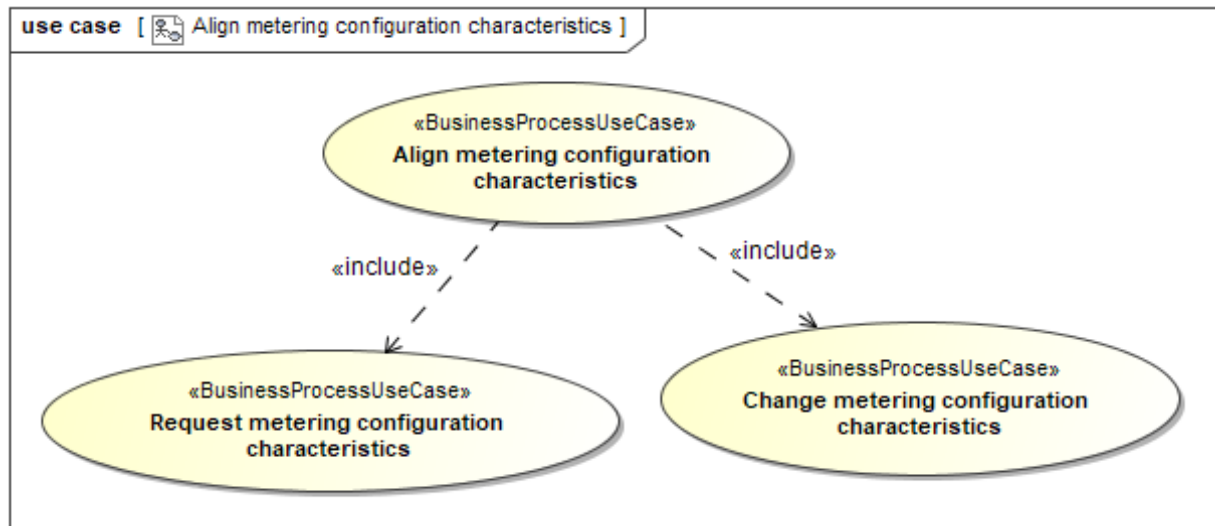 use case [ Align metering configuration characteristics ]
«BusinessProcessUseCase»
Align metering configuration
characteristics
«include»
«include»
«BusinessProcessUseCase»
Request metering configuration
characteristics
«BusinessProcessUseCase»
Change metering configuration
characteristics